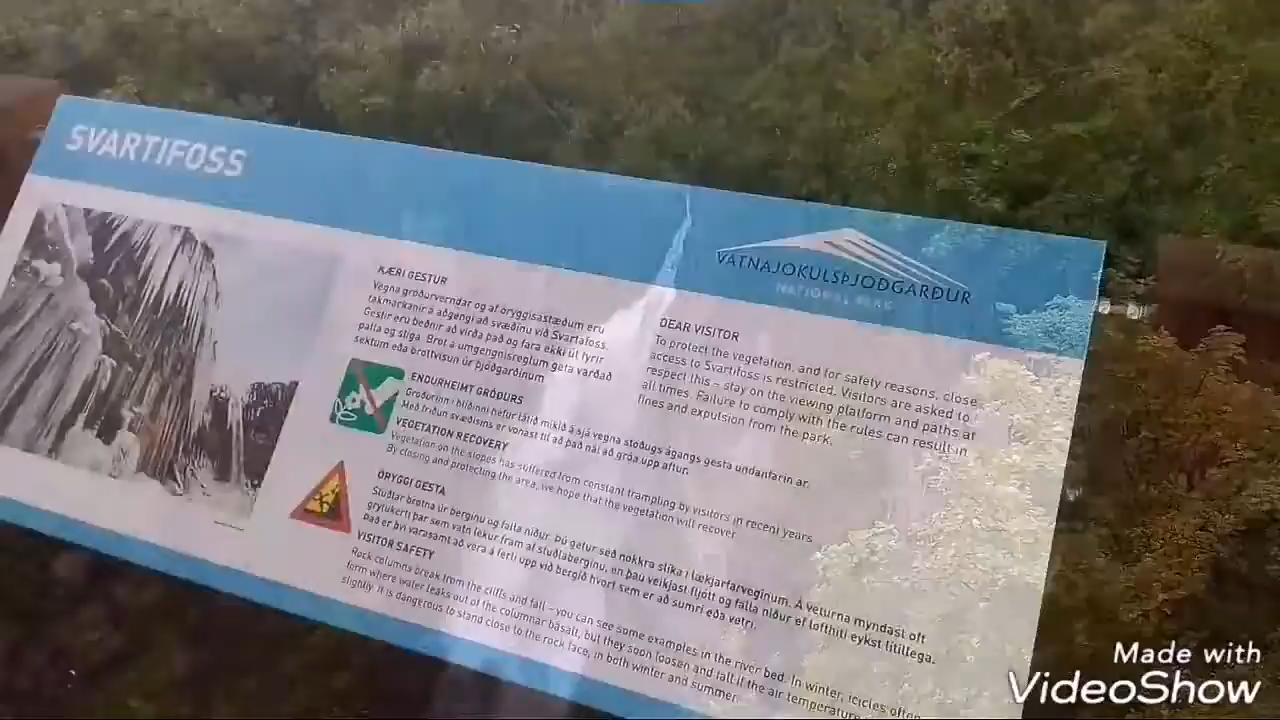 SVARTIFOSS
VATNAJÖKULSÞJÓÐGARÐUR
NATIONAL PARK
KÆRI GESTUR
Vegna gróðurverndar og af öryggisástæðum eru
takmarkanir á aðgengi að svæðinu við Svartafoss.
Gestir eru beðnir að virða það og fara ekki út fyrir
palla og stíga. Brot á umgengnisreglum geta varðað
sektum eða brottvísun úr þjóðgarðinum
DEAR VISITOR
To protect the vegetation, and for safety reasons, close
access to Svartifoss is restricted. Visitors are asked to
respect this – stay on the viewing platform and paths at
all times. Failure to comply with the rules can result in
fines and expulsion from the park.
ENDURHEIMT GRÓÐURS
Gróðurinn í hlíðinni hefur látið mikið á sjá vegna stöðugs ágangs gesta undanfarin ár.
Með friðun svæðisins er vonast til að það nái að gróa upp aftur.
VEGETATION RECOVERY
Vegetation on the slopes has suffered from constant trampling by visitors in recent years
By closing and protecting the area, we hope that the vegetation will recover
ÖRYGGI GESTA
Stuðlar brotna úr berginu og falla niður. Þú getur séð nokkra slíka í lækjarfarveginum. Á veturna myndast oft
grýlukerti þar sem vatn lekur fram af stuðlaberginu, en þau veikjast fljótt og falla niður ef lofthiti eykst lítillega.
Það er því varasamt að vera á ferli upp við bergið hvort sem er að sumri eða vetri.
VISITOR SAFETY
Rock columns break from the cliffs and fall – you can see some examples in the river bed. In winter, icicles often
form where water leaks out of the columnar basalt, but they soon loosen and fall if the air temperature
slightly. It is dangerous to stand close to the rock face, in both winter and summer.
Made with
VideoShow